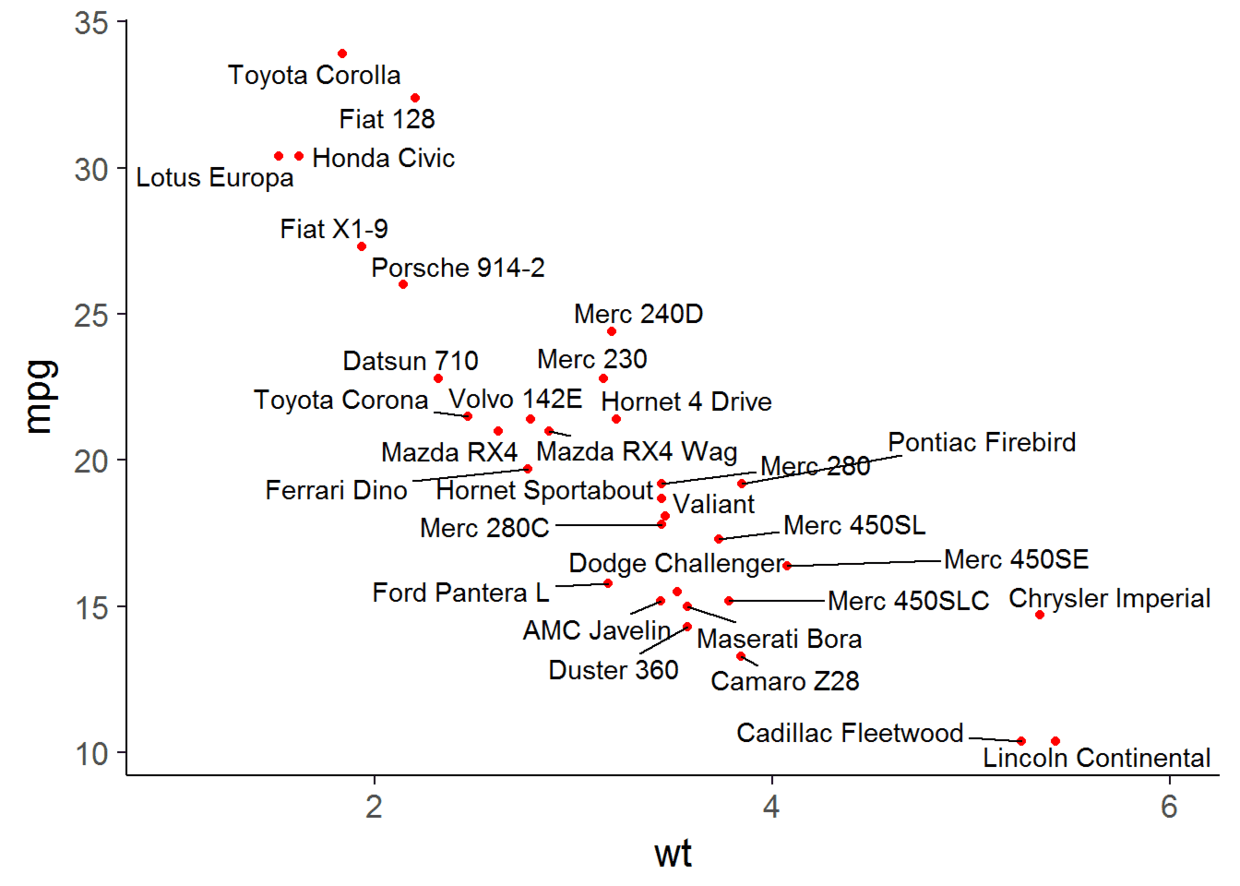 35
Toyota Corolla
Fiat 128
30
Honda Civic
Lotus Europa
Fiat X1-9
Porsche 914-2
25
Merc 240D
Datsun 710
Merc 230
Toyota Corona
Volvo 142E
Hornet 4 Drive
mpg
Mazda RX4
Mazda RX4 Wag
Pontiac Firebird
20
Merc 280
Ferrari Dino
Hornet Sportabout
Valiant
Merc 280C
Merc 450SL
Dodge Challenger
Merc 450SE
Ford Pantera L
15
Merc 450SLC
Chrysler Imperial
AMC Javelin
Maserati Bora
Duster 360
Camaro Z28
Cadillac Fleetwood
10
Lincoln Continental
2
4
6
wt